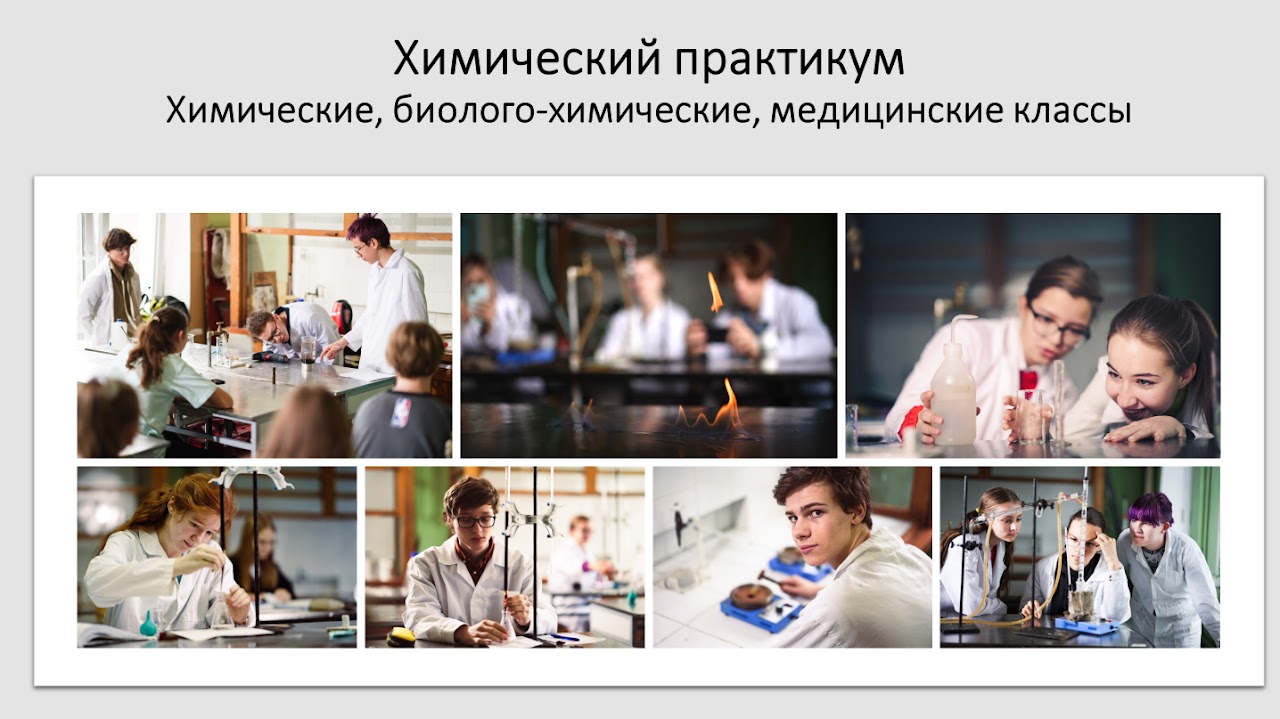 Химический практикум
Химические, биолого-химические, медицинские классы